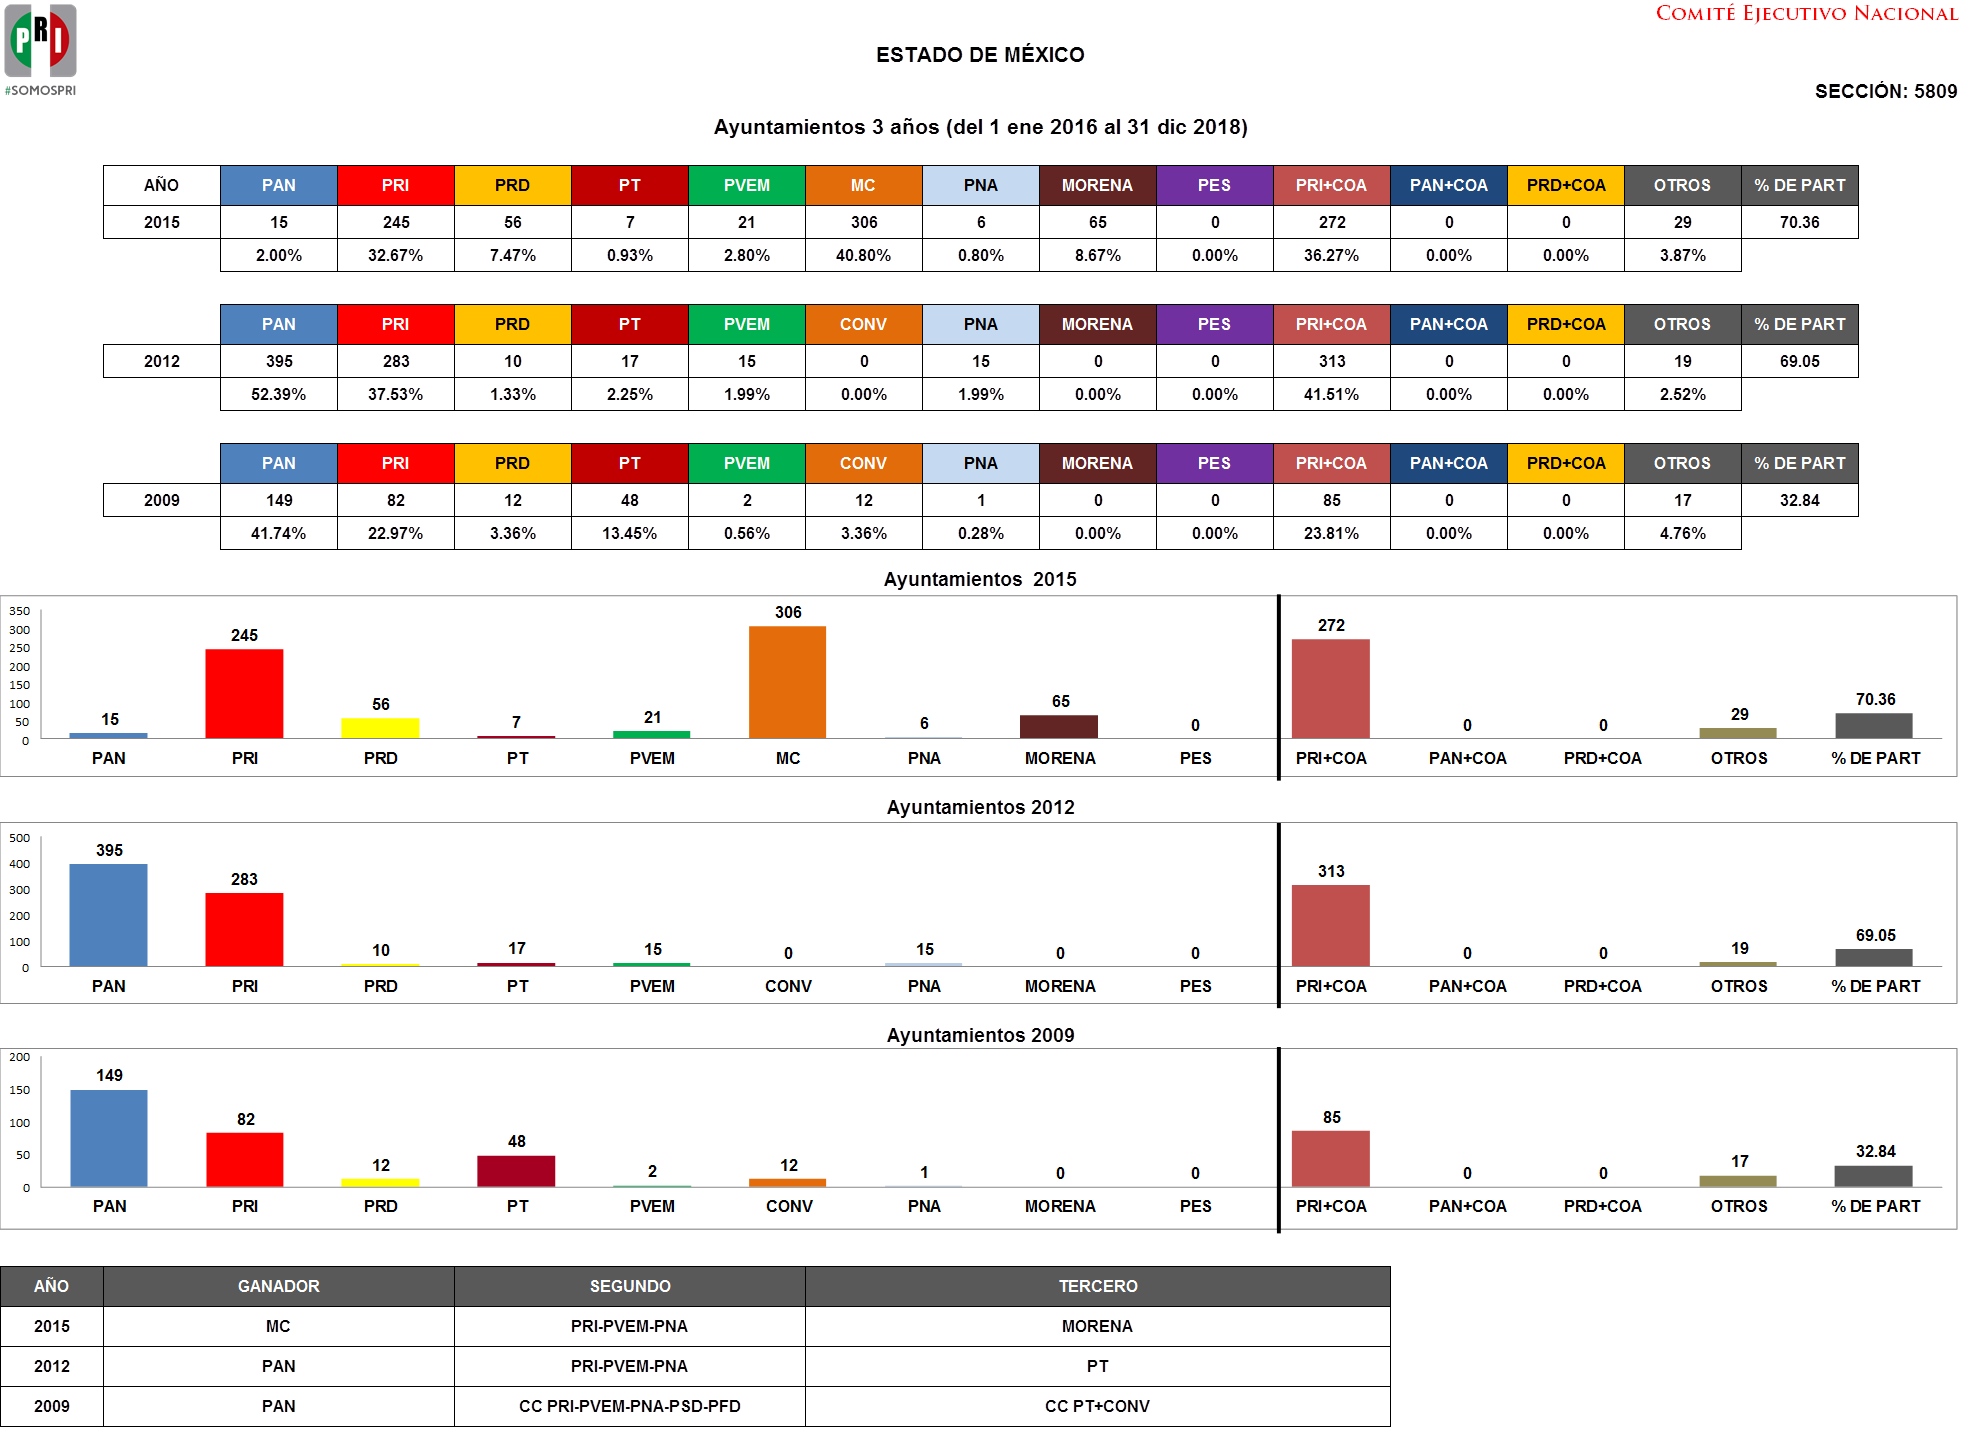 PRI
#SOMOSPRI
COMITÉ EJECUTIVO NACIONAL
ESTADO DE MÉXICO
SECCIÓN: 5809
Ayuntamientos 3 años (del 1 ene 2016 al 31 dic 2018)
AÑO PAN PRI PRD PT PVEM MC PNA MORENA PES PRI+COA PAN+COA PRD+COA OTROS % DE PART
2015 15 245 56 7 21 306 6 65 0 272 0 0 29 70.36
2.00% 32.67% 7.47% 0.93% 2.80% 40.80% 0.80% 8.67% 0.00% 36.27% 0.00% 0.00% 3.87%
PAN PRI PRD PT PVEM CONV PNA MORENA PES PRI+COA PAN+COA PRD+COA OTROS % DE PART
2012 395 283 10 17 15 0 15 0 0 313 0 0 19 69.05
52.39% 37.53% 1.33% 2.25% 1.99% 0.00% 1.99% 0.00% 0.00% 41.51% 0.00% 0.00% 2.52%
PAN PRI PRD PT PVEM CONV PNA MORENA PES PRI+COA PAN+COA PRD+COA OTROS % DE PART
2009 149 82 12 48 2 12 1 0 0 85 0 0 17 32.84
41.74% 22.97% 3.36% 13.45% 0.56% 3.36% 0.28% 0.00% 0.00% 23.81% 0.00% 0.00% 4.76%
Ayuntamientos 2015
350
300
250
200
150
100
50
0
15 245 56 7 21 306 6 65 0 272 0 0 29 70.36
PAN PRI PRD PT PVEM MC PNA MORENA PES PRI+COA PAN+COA PRD+COA OTROS % DE PART
Ayuntamientos 2012
500
400
300
200
100
0
395 283 10 17 15 0 15 0 0 313 0 0 19 69.05
PAN PRI PRD PT PVEM CONV PNA MORENA PES PRI+COA PAN+COA PRD+COA OTROS % DE PART
Ayuntamientos 2009
200
150
100
50
0
149 82 12 48 2 12 1 0 0 85 0 0 17 32.84
PAN PRI PRD PT PVEM CONV PNA MORENA PES PRI+COA PAN+COA PRD+COA OTROS % DE PART
AÑO GANADOR SEGUNDO TERCERO
2015 MC PRI-PVEM-PNA MORENA
2012 PAN PRI-PVEM-PNA PT
2009 PAN CC PRI-PVEM-PNA-PSD-PFD CC PT+CONV